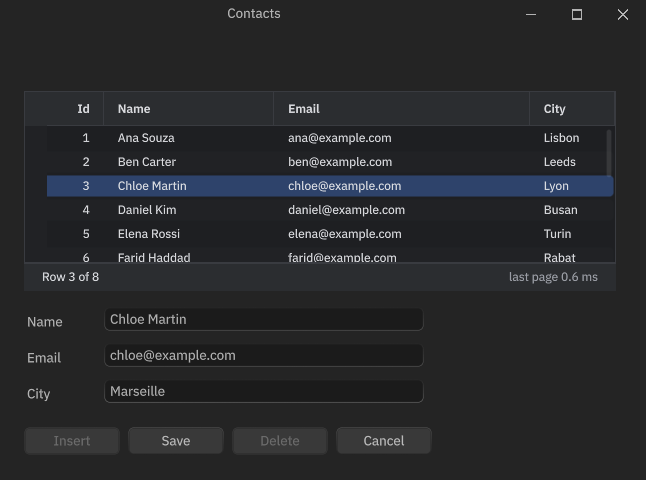 Contacts
Id Name Email City
1 Ana Souza ana@example.com Lisbon
2 Ben Carter ben@example.com Leeds
3 Chloe Martin chloe@example.com Lyon
4 Daniel Kim daniel@example.com Busan
5 Elena Rossi elena@example.com Turin
6 Farid Haddad farid@example.com Rabat
Row 3 of 8 last page 0.6 ms
Name Chloe Martin
Email chloe@example.com
City Marseille
Insert Save Delete Cancel